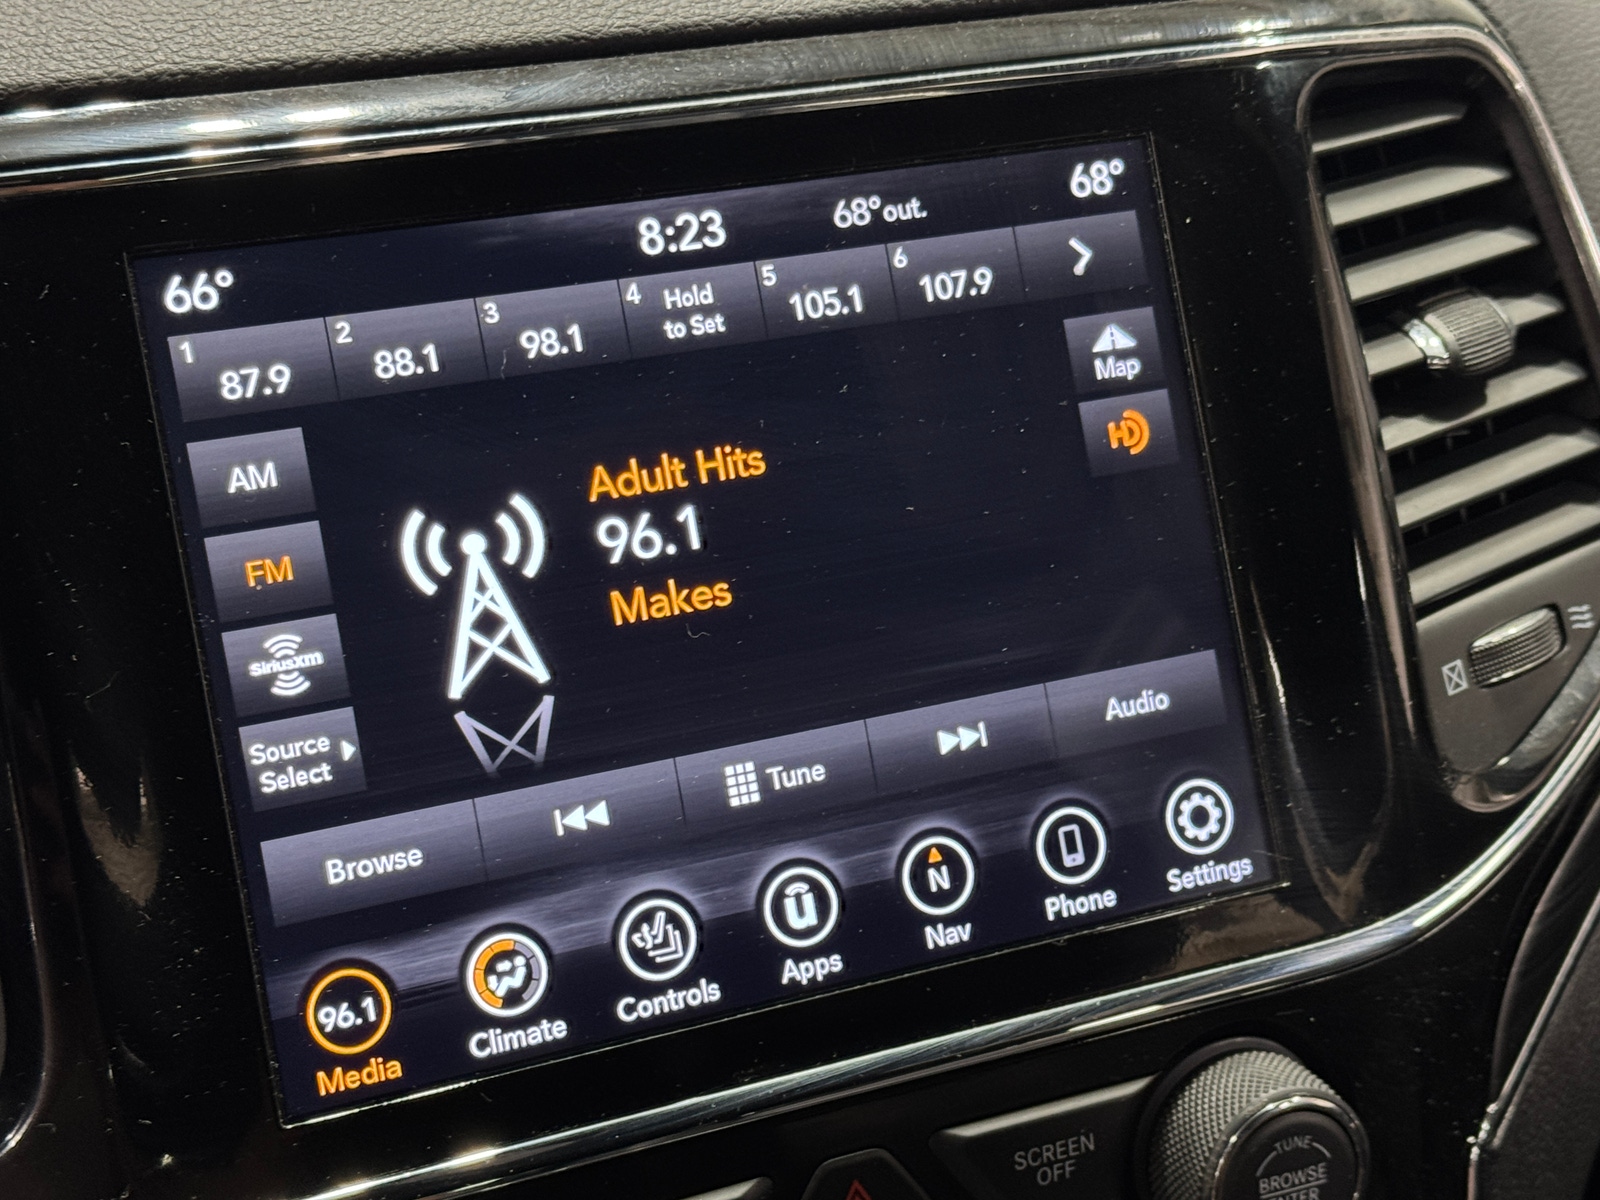 66°
8:23
68° out.
68°
1 87.9
2 88.1
3 98.1
4 Hold
to Set
5 105.1
6 107.9
Map
HD
AM
FM
SiriusXM
Source
Select
Adult Hits
96.1
Makes
Browse
Tune
Audio
96.1
Media
Climate
Controls
u
Apps
N
Nav
Phone
Settings
SCREEN
OFF
TUNE
BROWSE